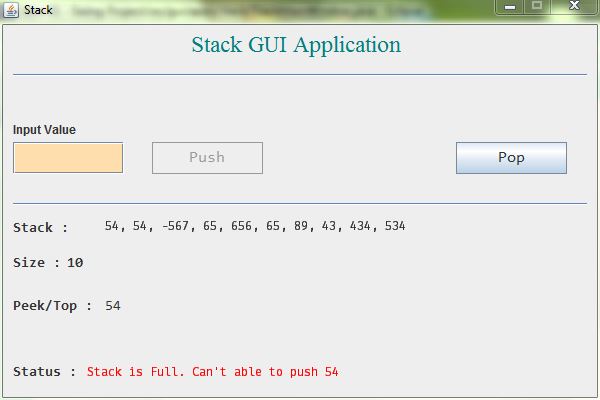 Stack
Stack GUI Application
Input Value
Push
Pop
Stack : 54, 54, -567, 65, 656, 65, 89, 43, 434, 534
Size : 10
Peek/Top : 54
Status : Stack is Full. Can't able to push 54